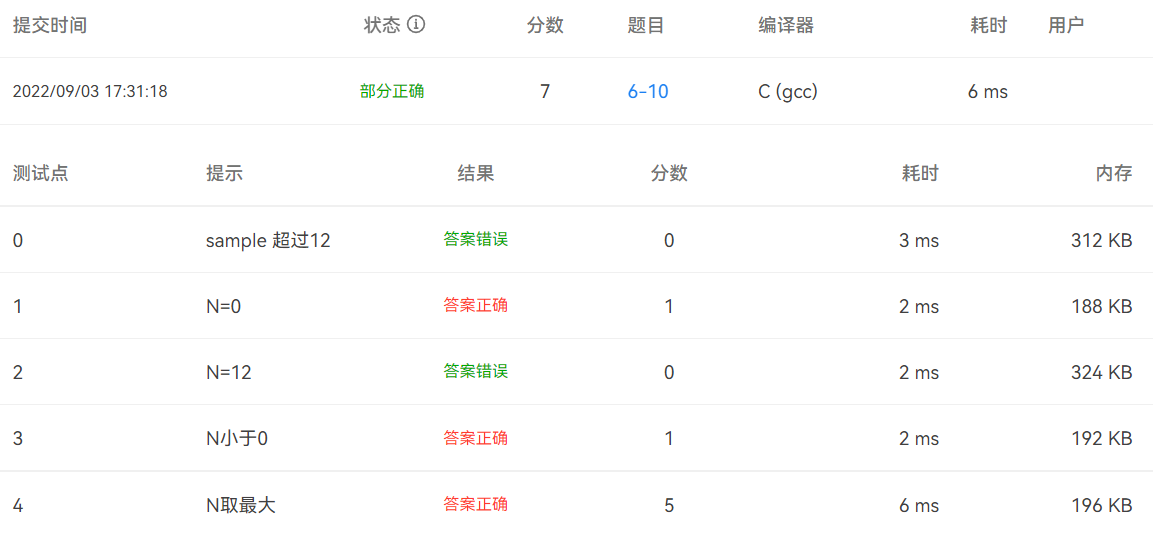 提交时间 状态 分数 题目 编译器 耗时 用户
2022/09/03 17:31:18 部分正确 7 6-10 C (gcc) 6 ms
测试点 提示 结果 分数 耗时 内存
0 sample 超过12 答案错误 0 3 ms 312 KB
1 N=0 答案正确 1 2 ms 188 KB
2 N=12 答案错误 0 2 ms 324 KB
3 N小于0 答案正确 1 2 ms 192 KB
4 N取最大 答案正确 5 6 ms 196 KB